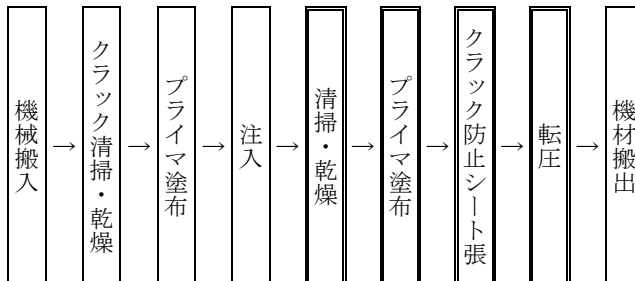 機械搬入
→
クラック清掃・乾燥
→
プライマ塗布
→
注入
→
清掃・乾燥
→
プライマ塗布
→
クラック防止シート張
→
転圧
→
機材搬出